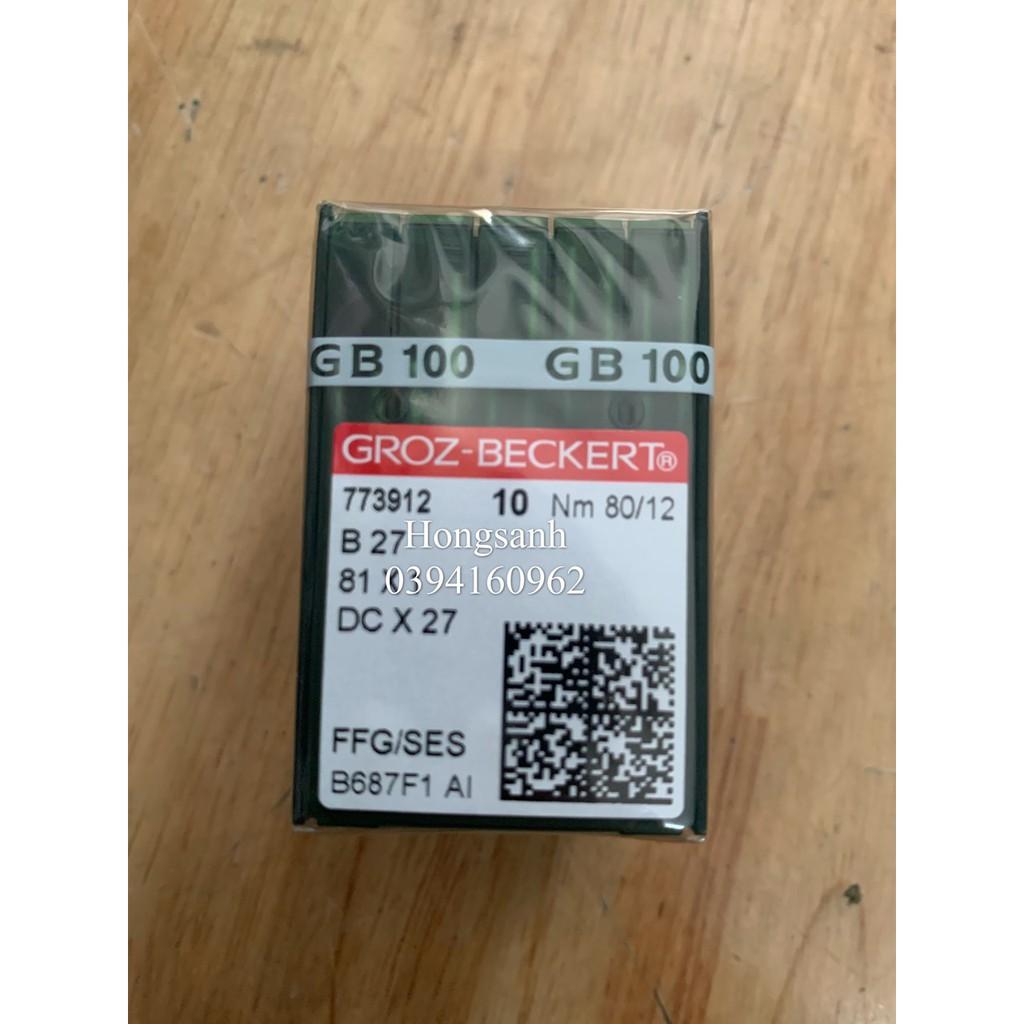 GB 100 GB 100
GROZ-BECKERT®
773912 10 Nm 80/12
B 27
Hongsanh
81 X
0394160962
DC X 27
FFG/SES
B687F1 AI